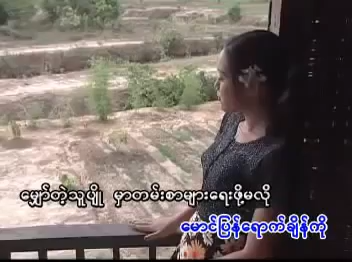 မျှော်တဲ့သူပျို မှာတမ်းစာများရေးဖို့မလို
မောင်ပြန်ရောက်ချိန်ကို